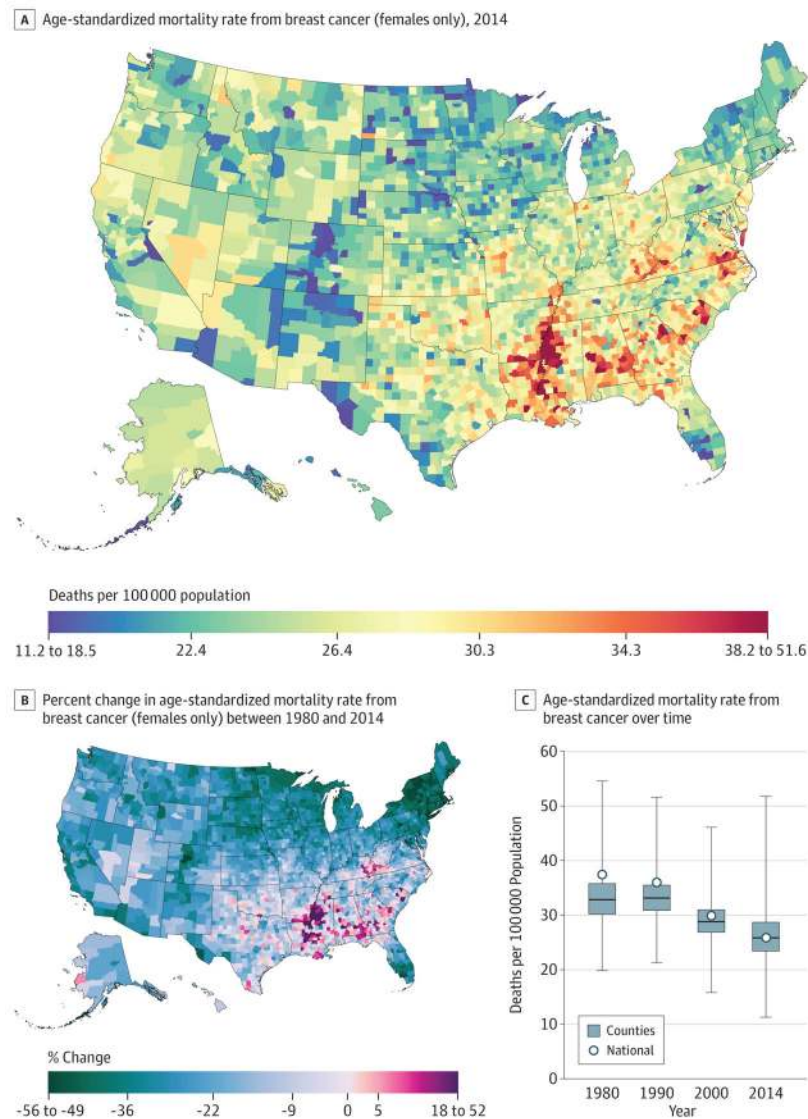 A Age-standardized mortality rate from breast cancer (females only), 2014
Deaths per 100 000 population
11.2 to 18.5 22.4 26.4 30.3 34.3 38.2 to 51.6
B Percent change in age-standardized mortality rate from
breast cancer (females only) between 1980 and 2014
% Change
-56 to -49 -36 -22 -9 0 5 18 to 52
C Age-standardized mortality rate from
breast cancer over time
Deaths per 100 000 Population
60
50
40
30
20
10
0
Counties
National
1980 1990 2000 2014
Year